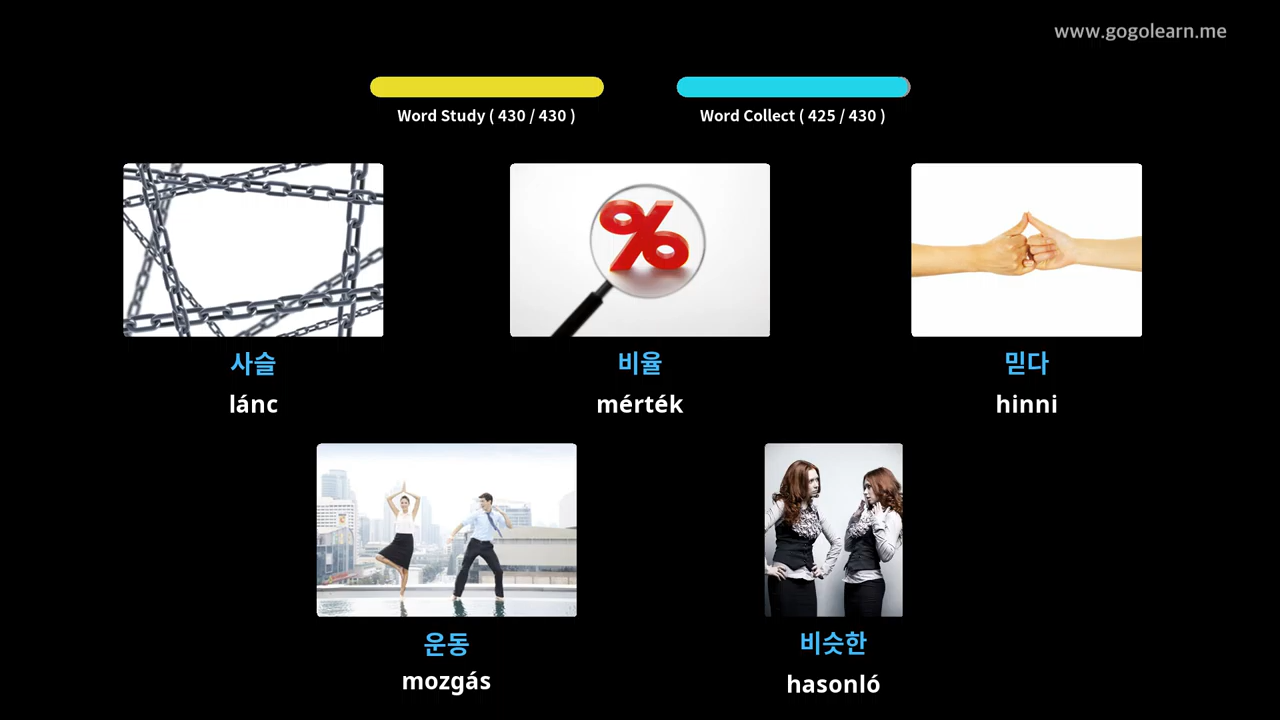 www.gogolearn.me
Word Study ( 430 / 430 )
Word Collect ( 425 / 430 )
사슬
lánc
비율
mérték
믿다
hinni
운동
mozgás
비슷한
hasonló